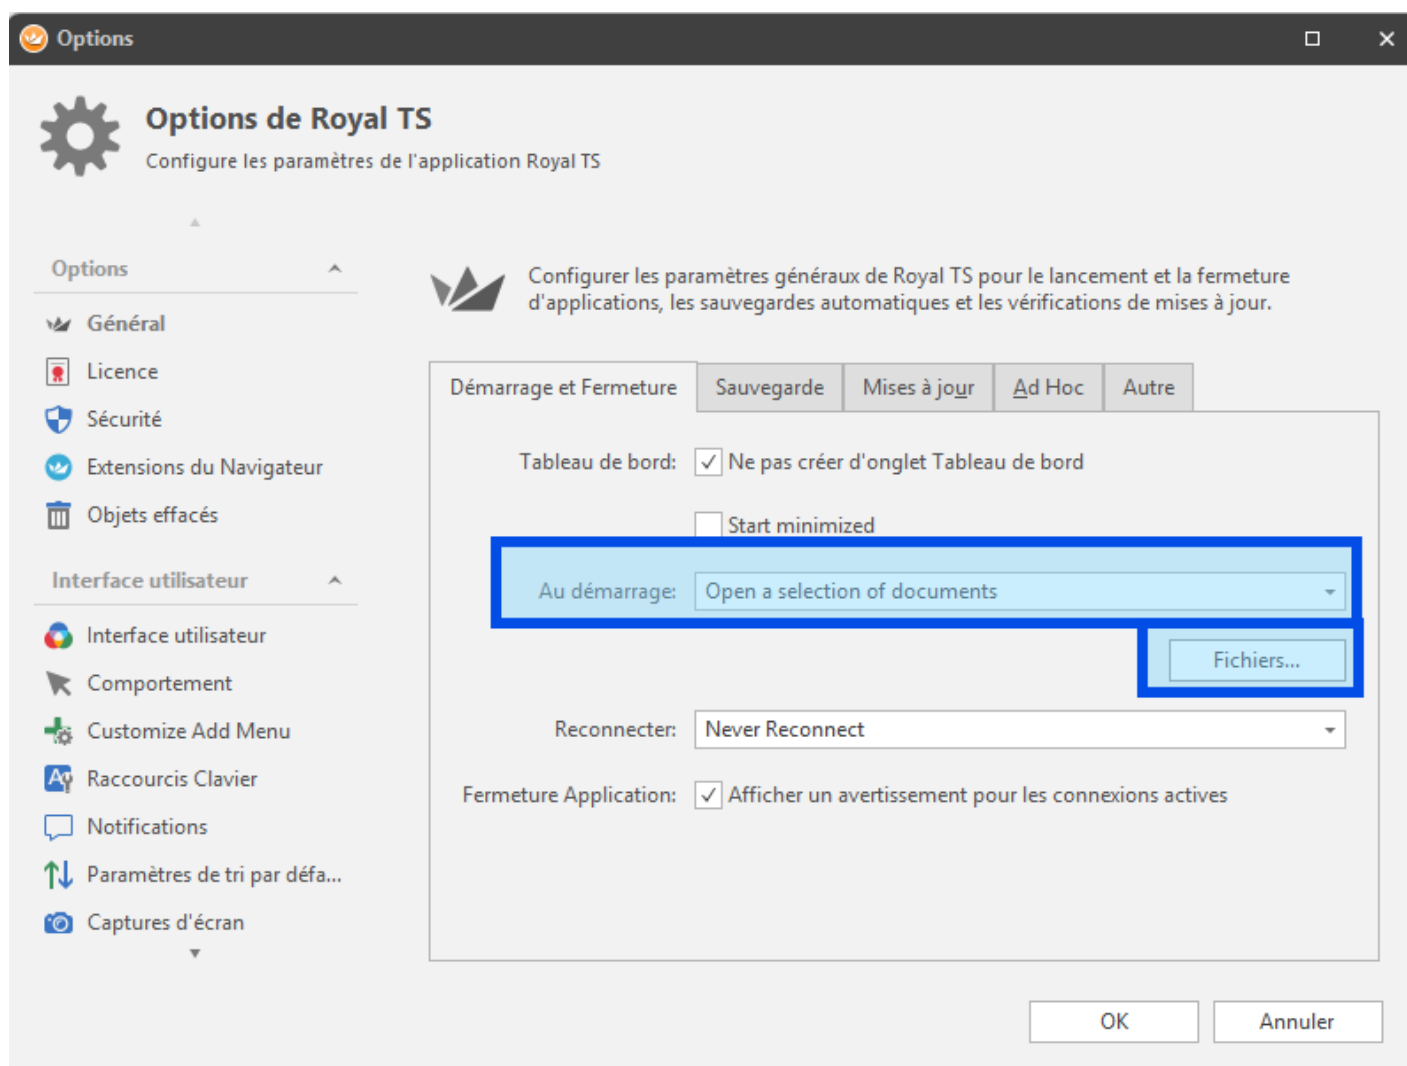 Options
Options de Royal TS
Configure les paramètres de l'application Royal TS
Options
Général
Licence
Sécurité
Extensions du Navigateur
Objets effacés
Interface utilisateur
Interface utilisateur
Comportement
Customize Add Menu
Raccourcis Clavier
Notifications
Paramètres de tri par défa...
Captures d'écran
Configurer les paramètres généraux de Royal TS pour le lancement et la fermeture
d'applications, les sauvegardes automatiques et les vérifications de mises à jour.
Démarrage et Fermeture Sauvegarde Mises à jour Ad Hoc Autre
Tableau de bord: Ne pas créer d'onglet Tableau de bord
Start minimized
Au démarrage: Open a selection of documents
Fichiers...
Reconnecter: Never Reconnect
Fermeture Application: Afficher un avertissement pour les connexions actives
OK Annuler